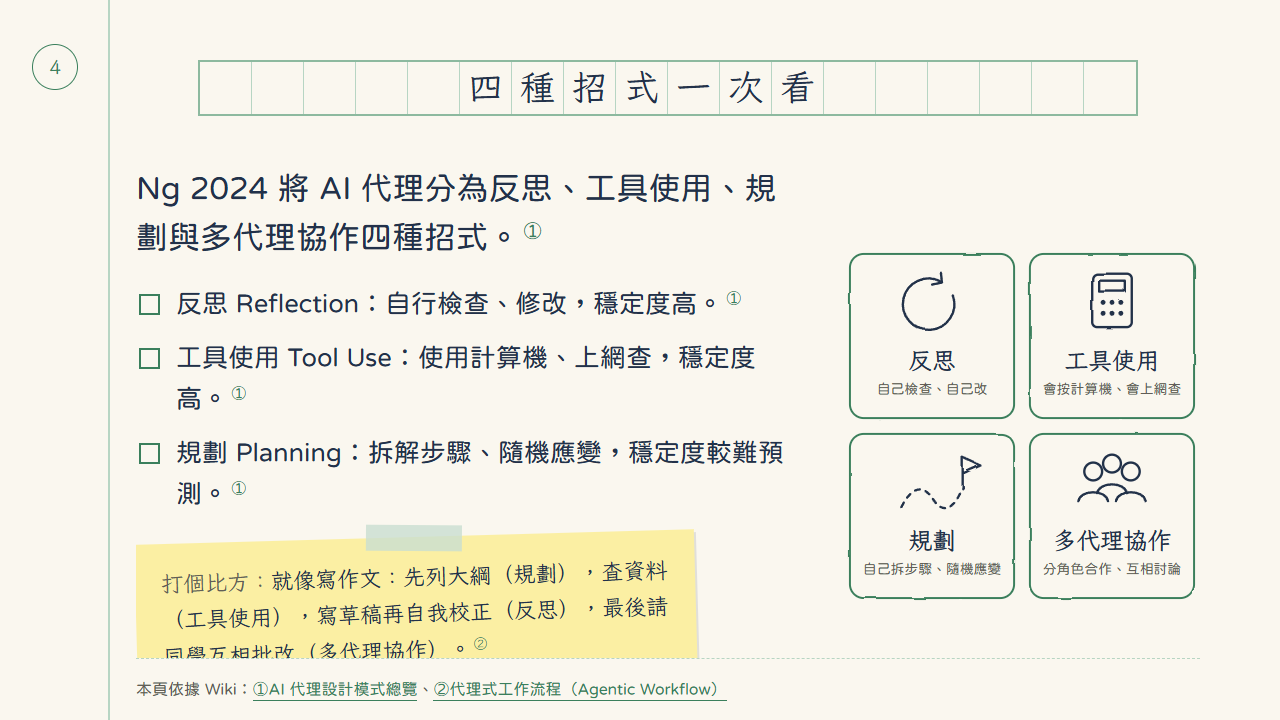 4
四種招式一次看
Ng 2024 將 AI 代理分為反思、工具使用、規
劃與多代理協作四種招式。①
反思 Reflection：自行檢查、修改，穩定度高。①
工具使用 Tool Use：使用計算機、上網查，穩定度
高。①
規劃 Planning：拆解步驟、隨機應變，穩定度較難預
測。①
打個比方：就像寫作文：先列大綱（規劃），查資料
（工具使用），寫草稿再自我校正（反思），最後請
同學互相批改（多代理協作）。②
反思
自己檢查、自己改
工具使用
會按計算機、會上網查
規劃
自己拆步驟、隨機應變
多代理協作
分角色合作、互相討論
本頁依據 Wiki：①AI 代理設計模式總覽、②代理式工作流程（Agentic Workflow）